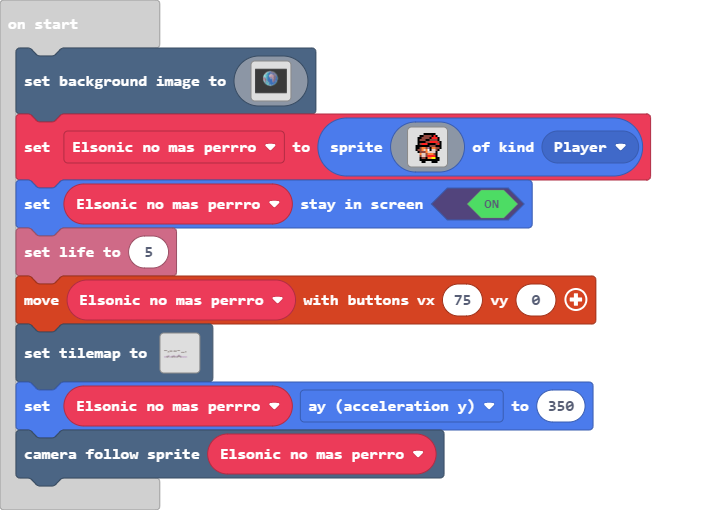 on start
set background image to
set Elsonic no mas perrro to sprite of kind Player
set Elsonic no mas perrro stay in screen ON
set life to 5
move Elsonic no mas perrro with buttons vx 75 vy 0
set tilemap to
set Elsonic no mas perrro ay (acceleration y) to 350
camera follow sprite Elsonic no mas perrro